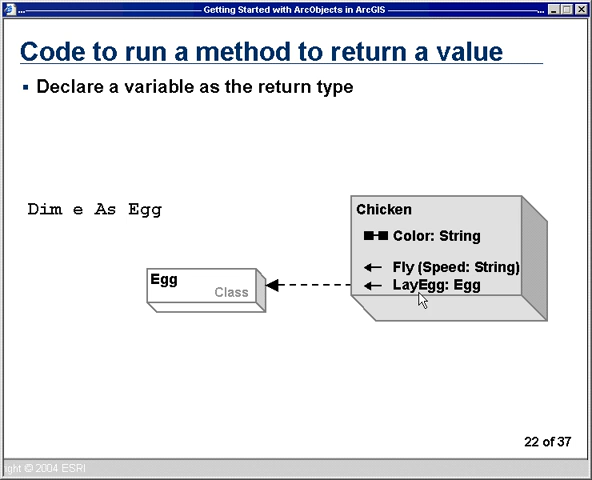 Getting Started with ArcObjects in ArcGIS
Code to run a method to return a value
Declare a variable as the return type
Dim e As Egg
Chicken
Color: String
Fly (Speed: String)
LayEgg: Egg
Egg
Class
22 of 37
ight © 2004 ESRI